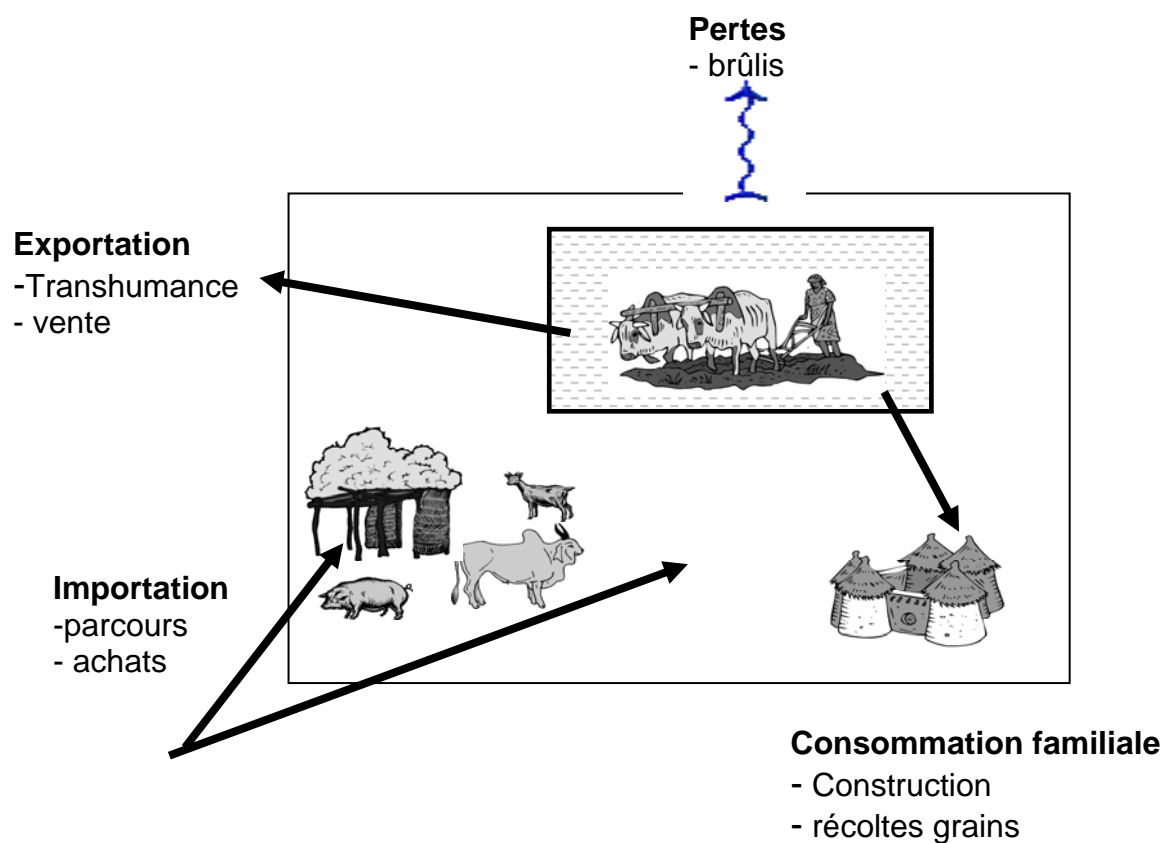 Pertes
- brûlis
Exportation
-Transhumance
- vente
Importation
-parcours
- achats
Consommation familiale
- Construction
- récoltes grains